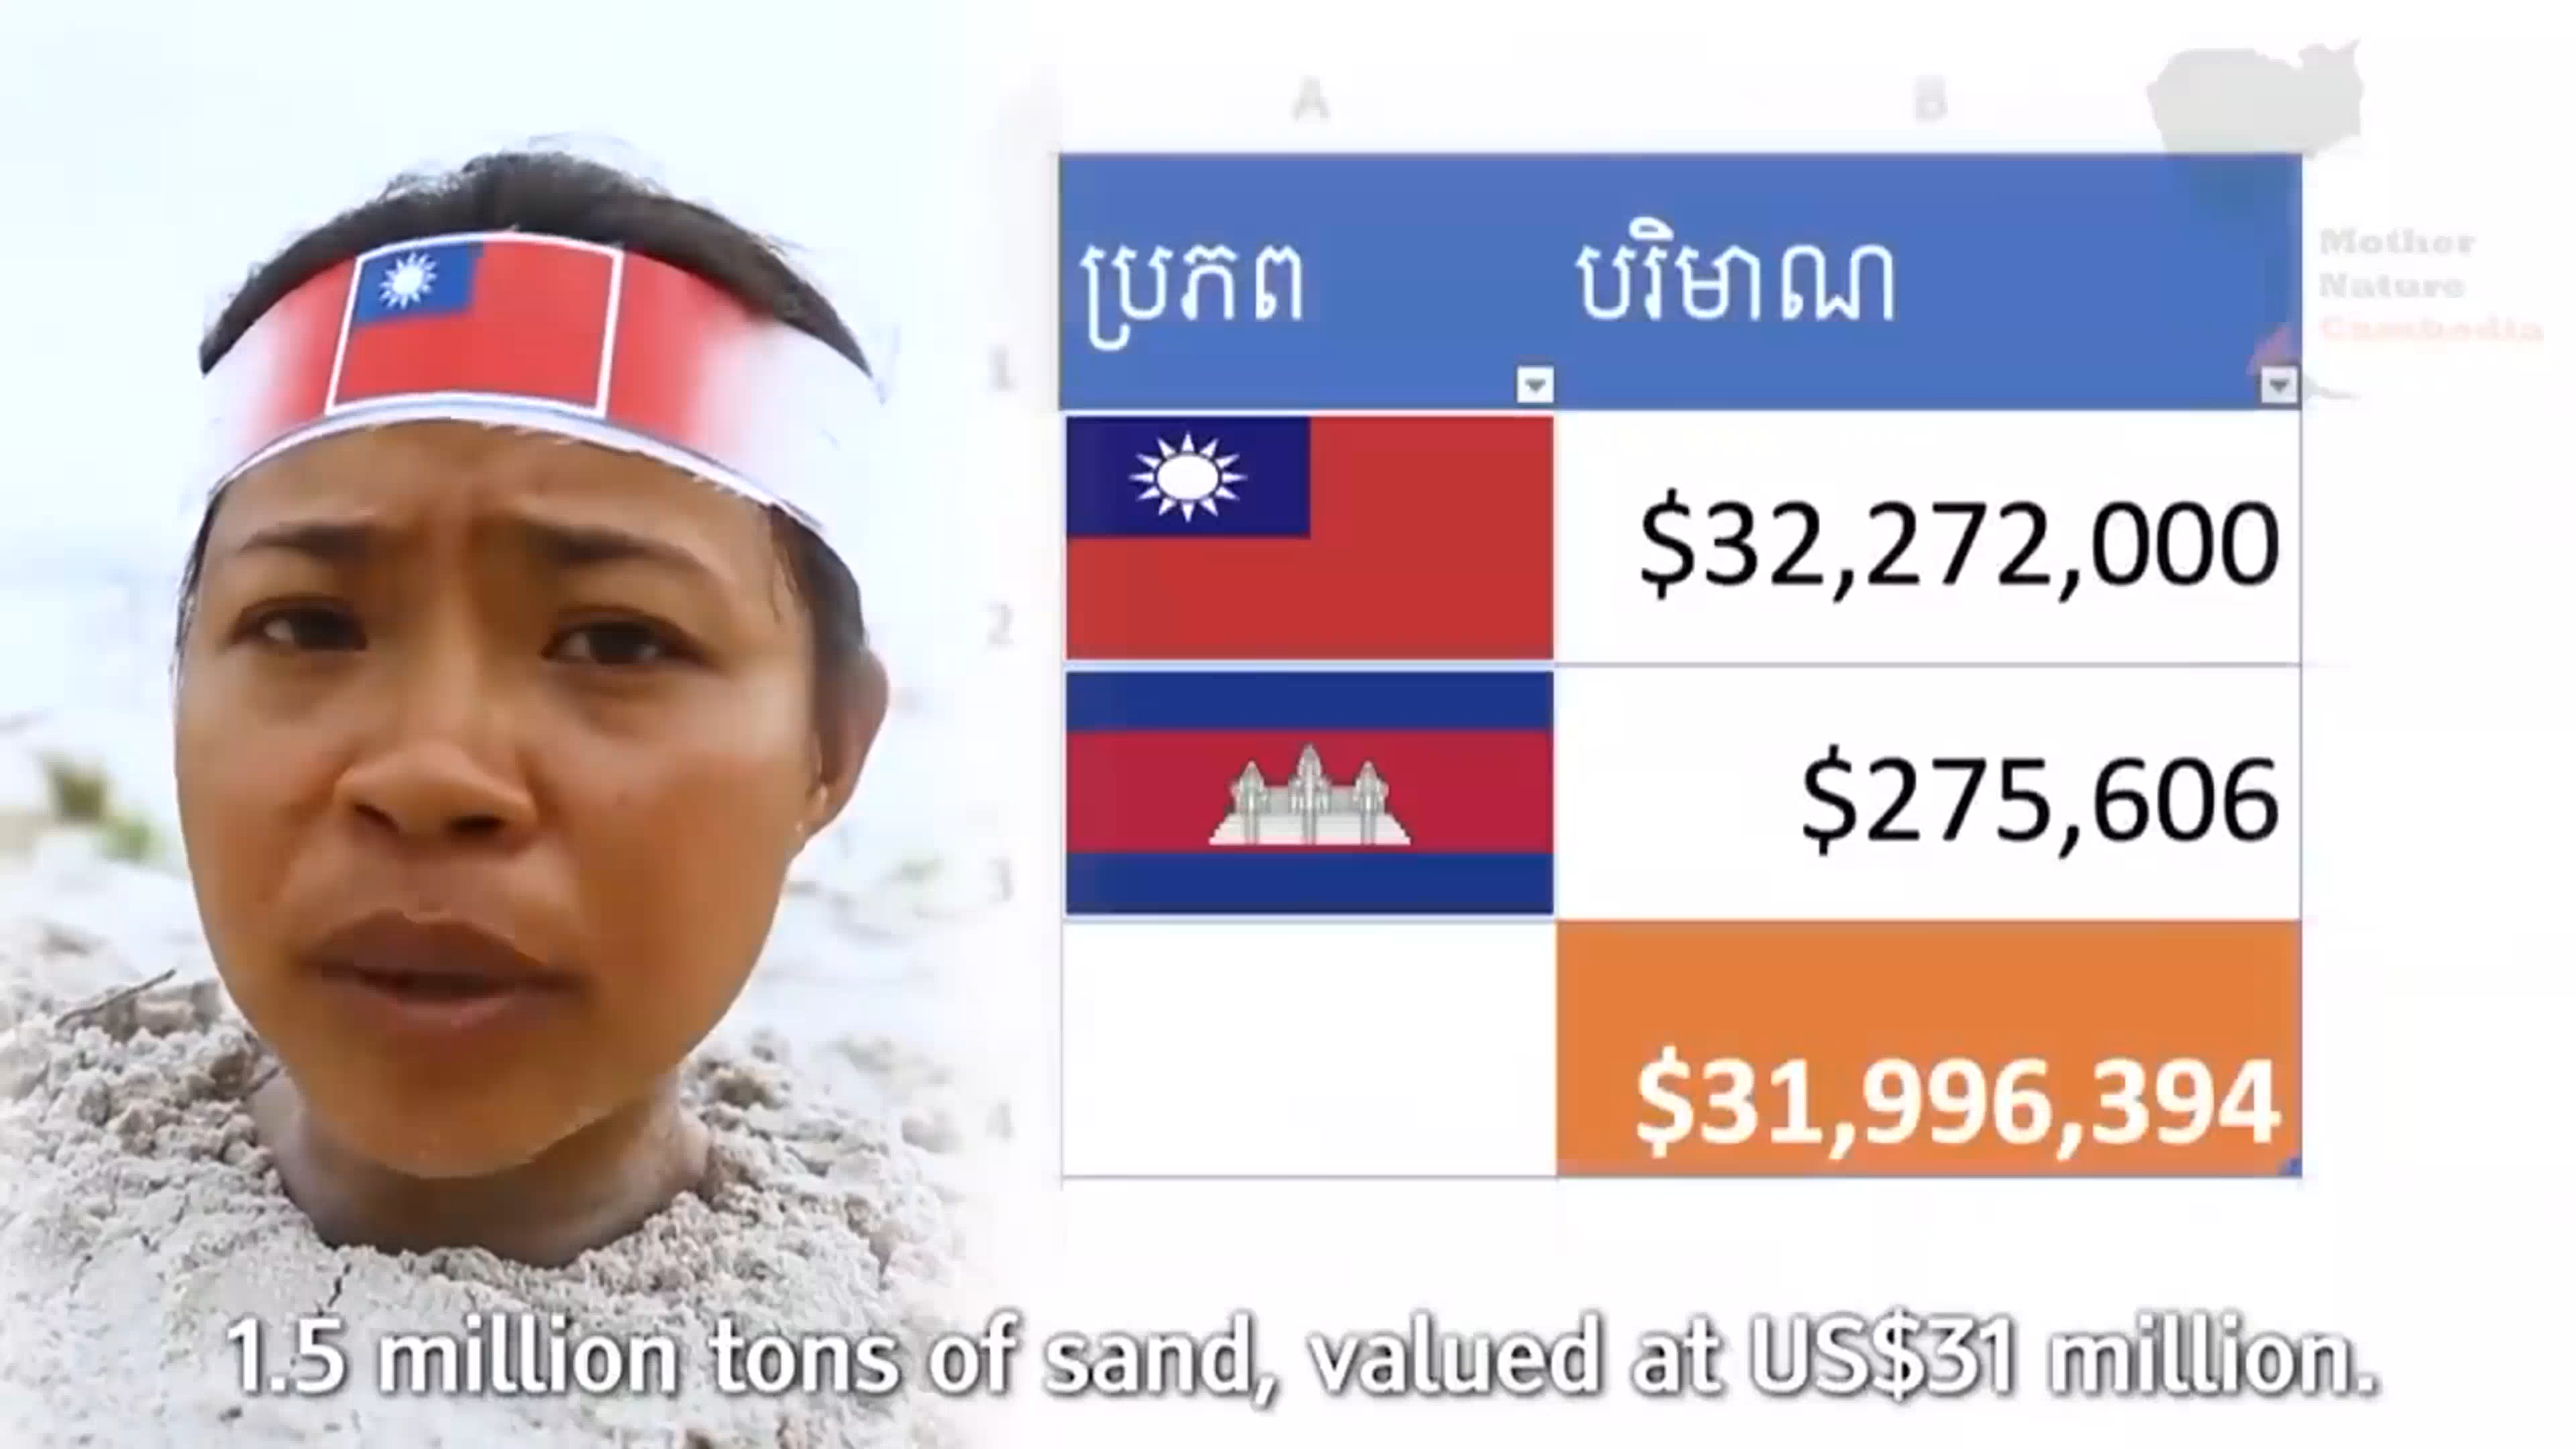 A B
ប្រភព បរិមាណ
Mother
Nature
Cambodia
1
2 $32,272,000
3 $275,606
4 $31,996,394
1.5 million tons of sand, valued at US$31 million.